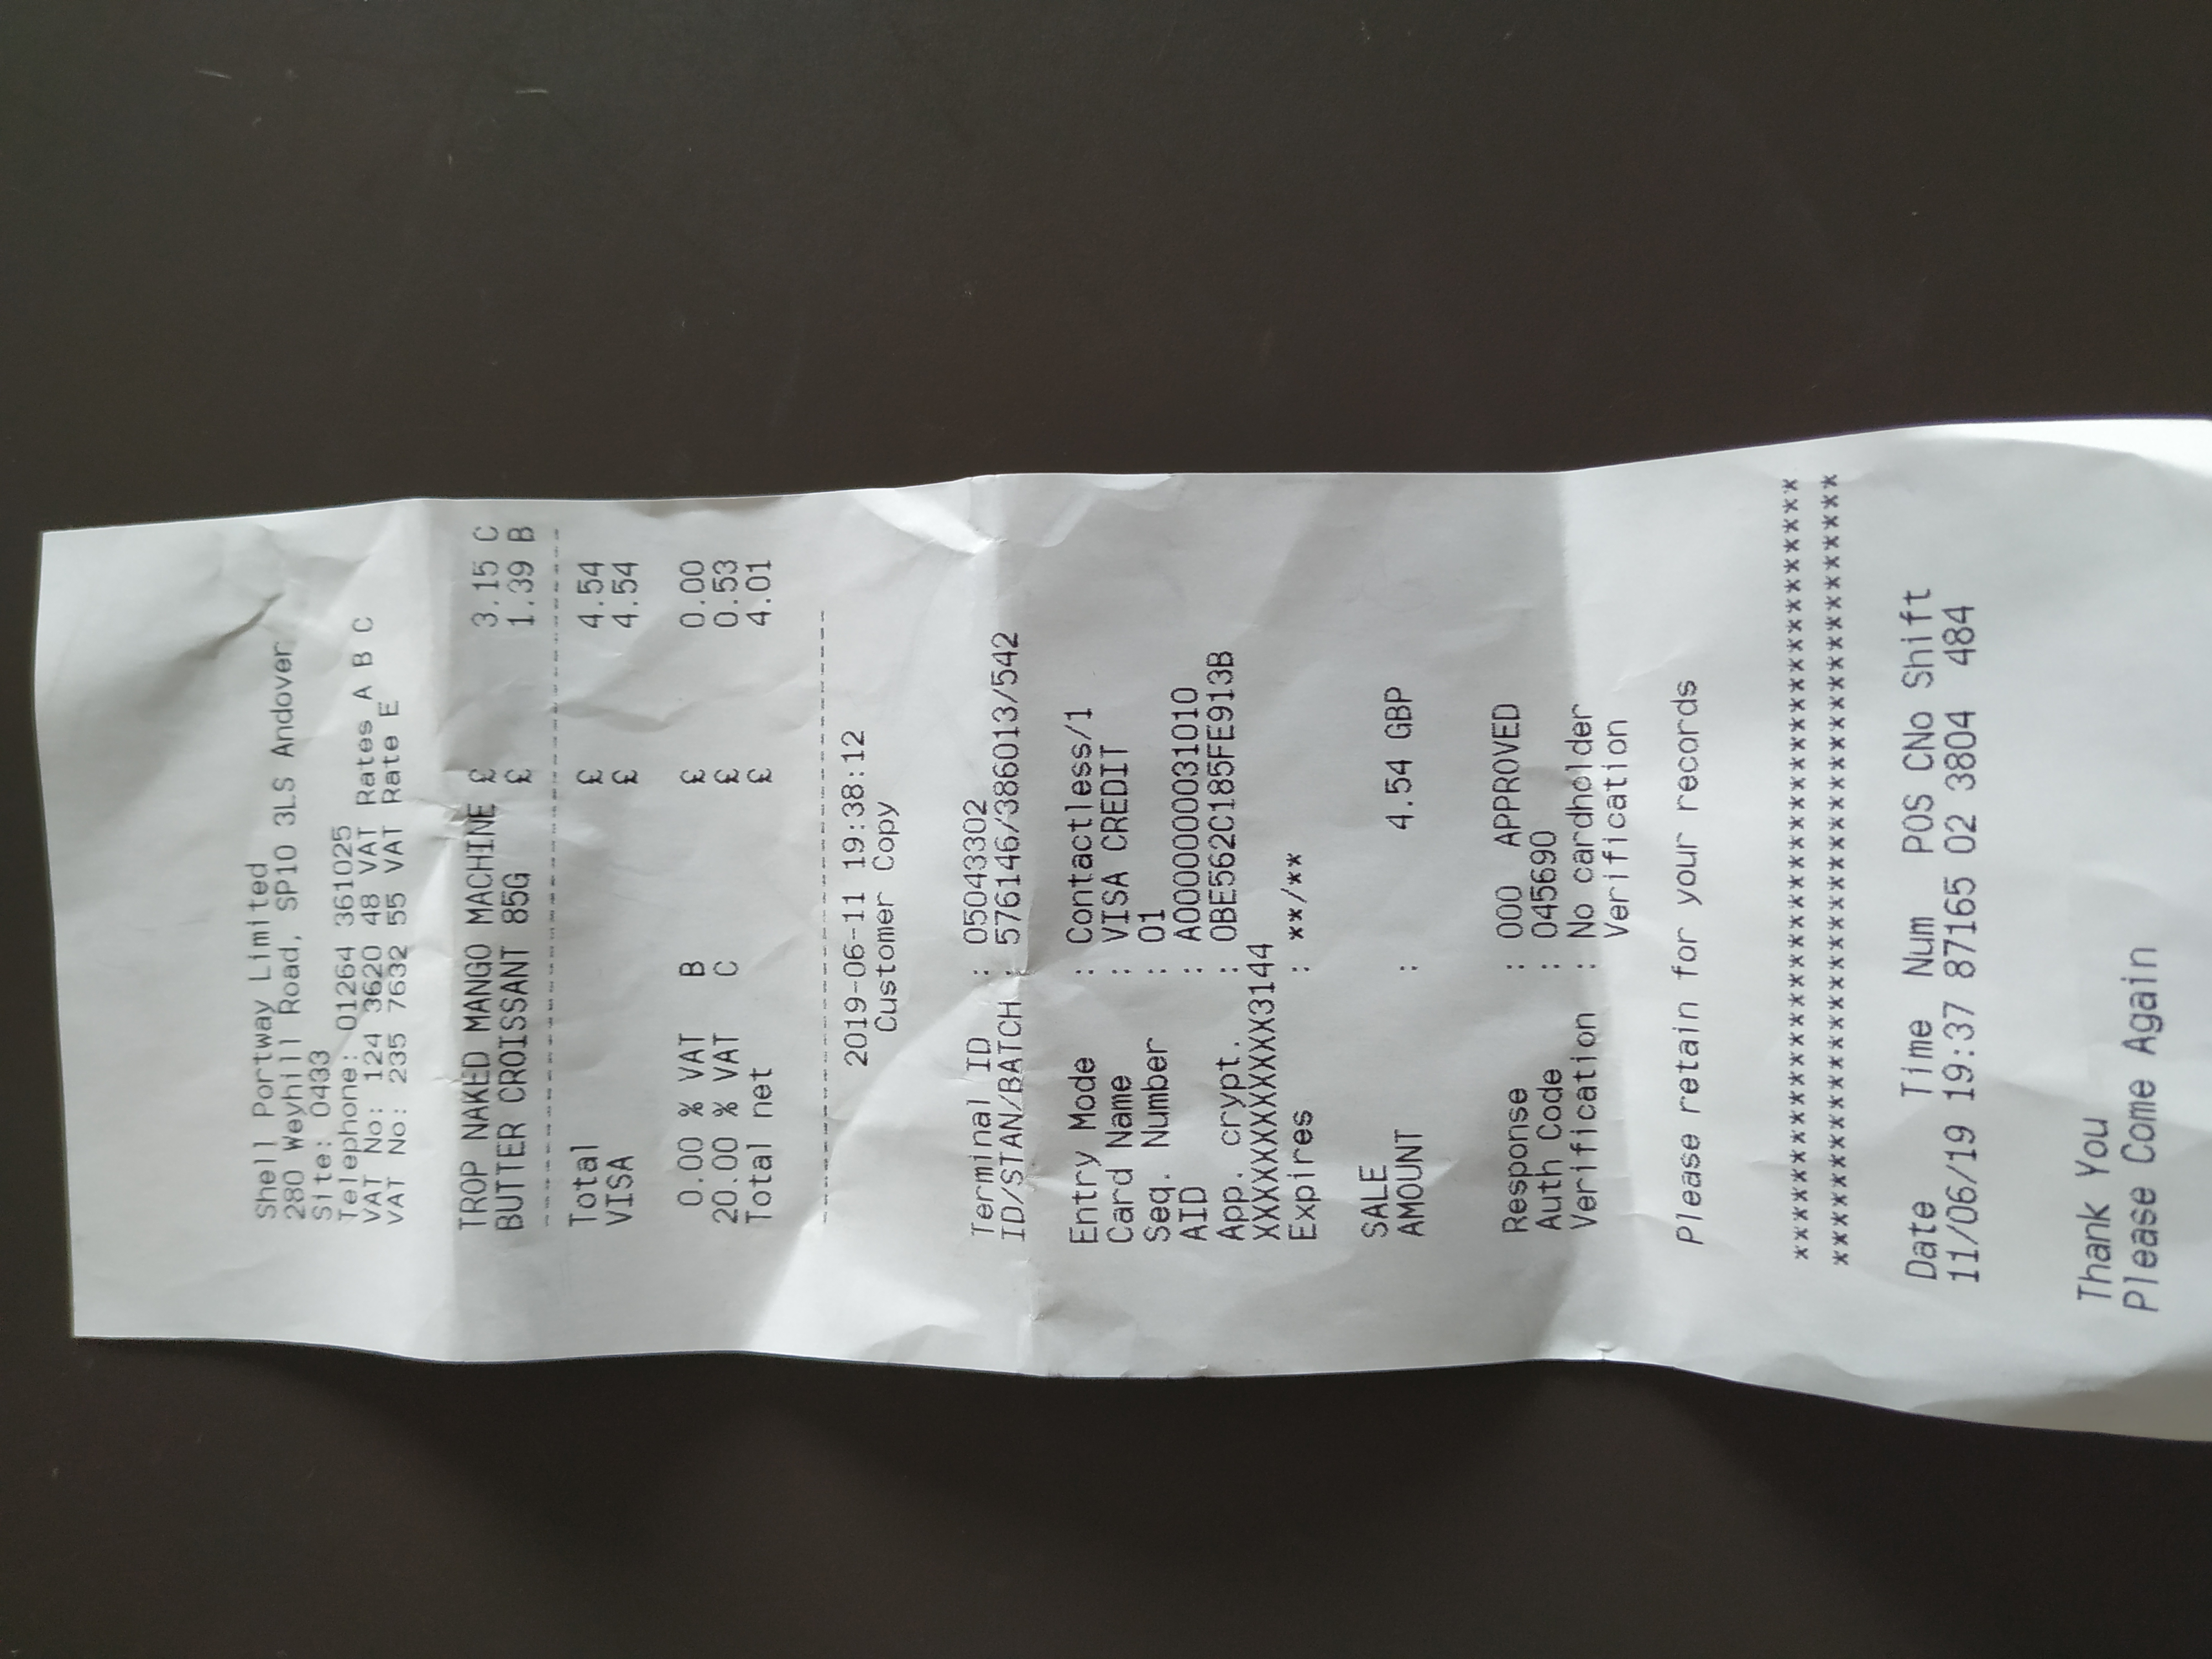 Shell Portway Limited
280 Weyhill Road, SP10 3LS Andover
Site: 0433
Telephone: 01264 361025
VAT No: 124 3620 48 VAT Rates A B C
VAT No: 235 7632 55 VAT Rate E
TROP NAKED MANGO MACHINE £ 3.15 C
BUTTER CROISSANT 85G £ 1.39 B
Total £ 4.54
VISA £ 4.54
0.00 % VAT B £ 0.00
20.00 % VAT C £ 0.53
Total net £ 4.01
2019-06-11 19:38:12
Customer Copy
Terminal ID : 05043302
ID/STAN/BATCH : 576146/386013/542
Entry Mode : Contactless/1
Card Name : VISA CREDIT
Seq. Number : 01
AID : A0000000031010
App. crypt. : 0BE562C185FE913B
XXXXXXXXXXXX3144
Expires : **/**
SALE
AMOUNT : 4.54 GBP
Response : 000 APPROVED
Auth Code : 045690
Verification : No cardholder
Verification
Please retain for your records
****************************************
****************************************
Date Time Num POS CNo Shift
11/06/19 19:37 87165 02 3804 484
Thank You
Please Come Again